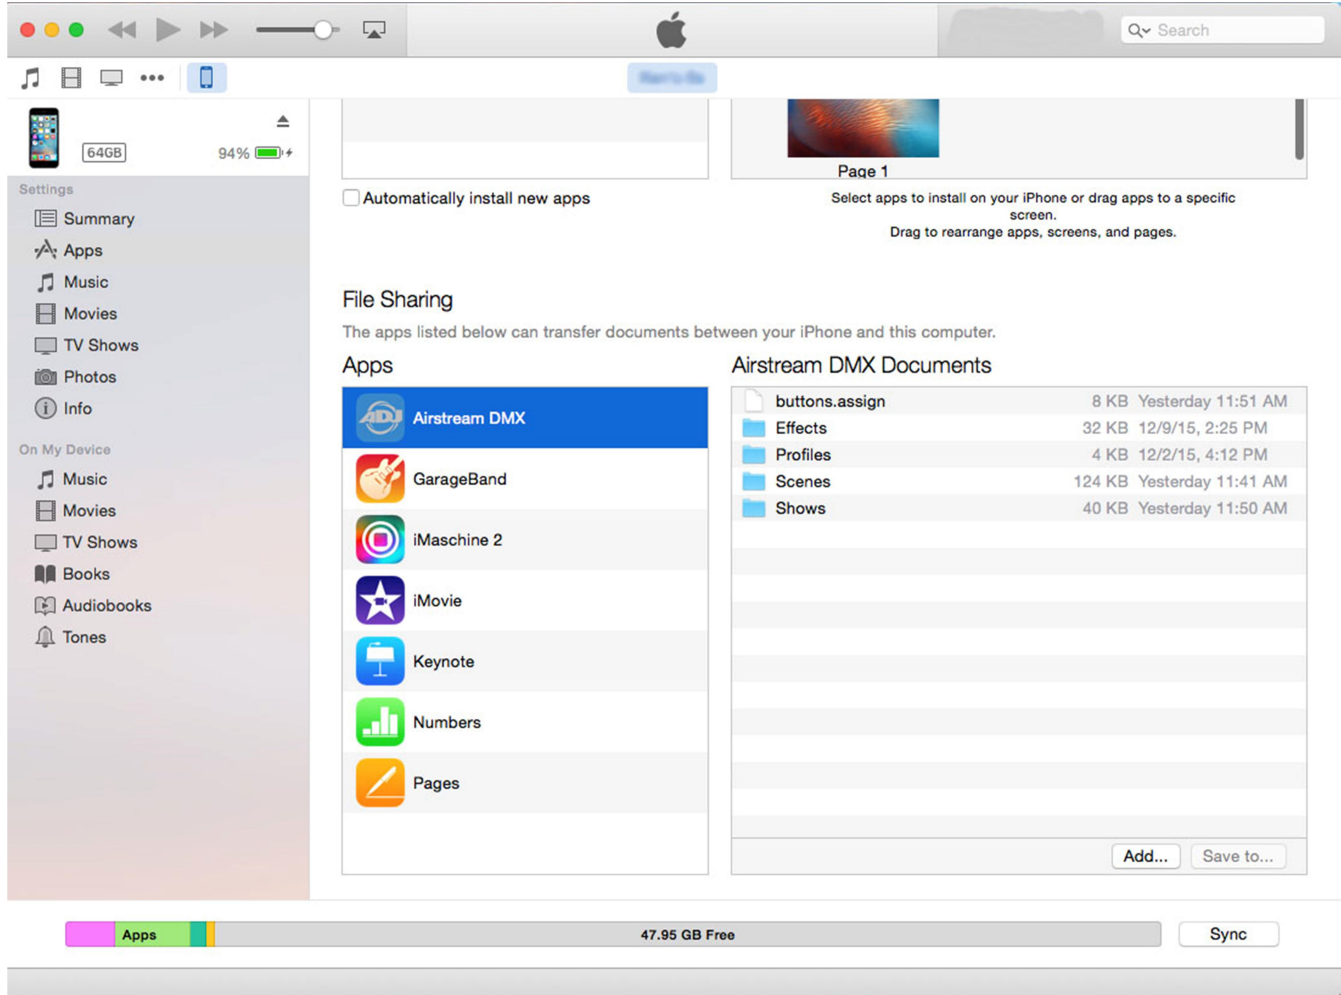 Search
64GB
94%
Settings
Summary
Apps
Music
Movies
TV Shows
Photos
Info
On My Device
Music
Movies
TV Shows
Books
Audiobooks
Tones
Page 1
Automatically install new apps
Select apps to install on your iPhone or drag apps to a specific
screen.
Drag to rearrange apps, screens, and pages.
File Sharing
The apps listed below can transfer documents between your iPhone and this computer.
Apps
ADJ Airstream DMX
GarageBand
iMaschine 2
iMovie
Keynote
Numbers
Pages
Airstream DMX Documents
buttons.assign 8 KB Yesterday 11:51 AM
Effects 32 KB 12/9/15, 2:25 PM
Profiles 4 KB 12/2/15, 4:12 PM
Scenes 124 KB Yesterday 11:41 AM
Shows 40 KB Yesterday 11:50 AM
Add... Save to...
Apps 47.95 GB Free Sync